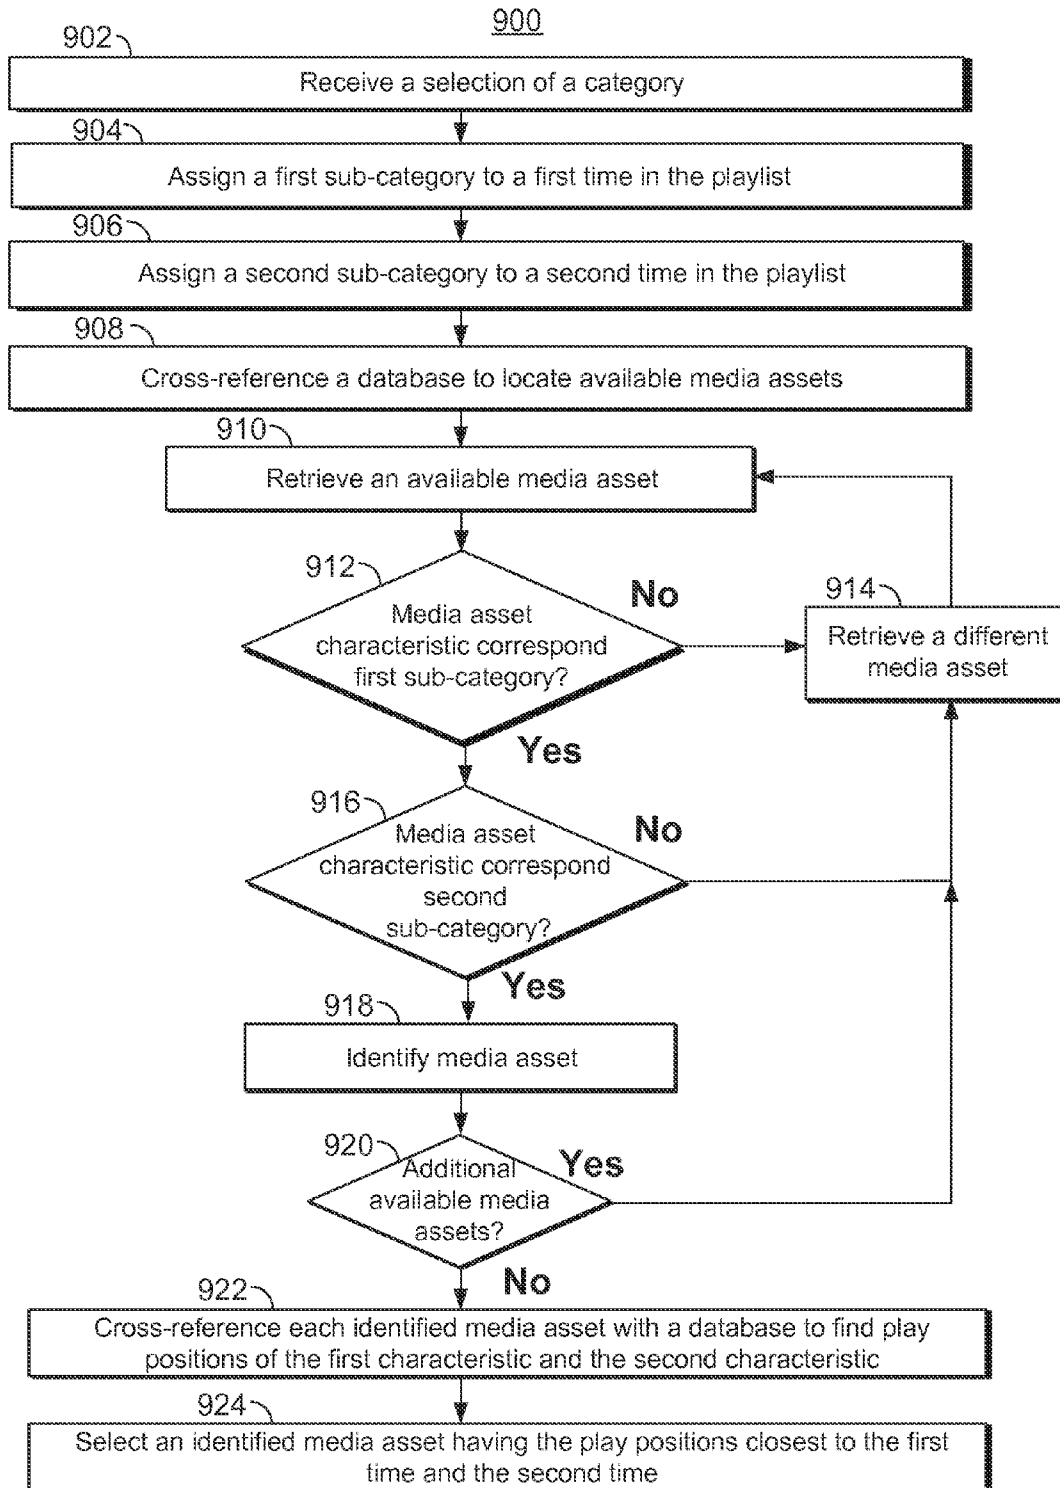 900
902
Receive a selection of a category
904
Assign a first sub-category to a first time in the playlist
906
Assign a second sub-category to a second time in the playlist
908
Cross-reference a database to locate available media assets
910
Retrieve an available media asset
912
Media asset
characteristic correspond
first sub-category?
No
914
Retrieve a different
media asset
Yes
916
Media asset
characteristic correspond
second
sub-category?
No
Yes
918
Identify media asset
920
Additional
available media
assets?
Yes
No
922
Cross-reference each identified media asset with a database to find play
positions of the first characteristic and the second characteristic
924
Select an identified media asset having the play positions closest to the first
time and the second time